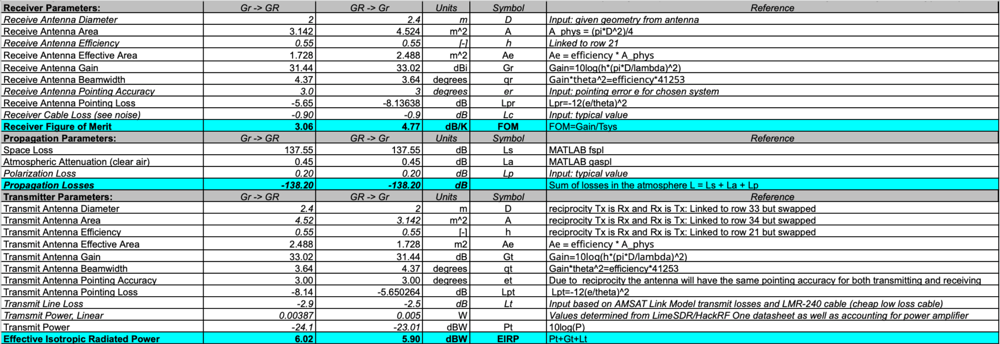 Receiver Parameters: Gr -> GR GR -> Gr Units Symbol Reference
Receive Antenna Diameter 2 2.4 m D Input: given geometry from antenna
Receive Antenna Area 3.142 4.524 m^2 A A_phys = (pi*D^2)/4
Receive Antenna Efficiency 0.55 0.55 [-] h Linked to row 21
Receive Antenna Effective Area 1.728 2.488 m^2 Ae Ae = efficiency * A_phys
Receive Antenna Gain 31.44 33.02 dBi Gr Gain=10log(h*(pi*D/lambda)^2)
Receive Antenna Beamwidth 4.37 3.64 degrees qr Gain*theta^2=efficiency*41253
Receive Antenna Pointing Accuracy 3.0 3 degrees er Input: pointing error e for chosen system
Receive Antenna Pointing Loss -5.65 -8.13638 dB Lpr Lpr=-12(e/theta)^2
Receiver Cable Loss (see noise) -0.90 -0.9 dB Lc Input: typical value
Receiver Figure of Merit 3.06 4.77 dB/K FOM FOM=Gain/Tsys
Propagation Parameters: Gr -> GR GR -> Gr Units Symbol Reference
Space Loss 137.55 137.55 dB Ls MATLAB fspl
Atmospheric Attenuation (clear air) 0.45 0.45 dB La MATLAB gaspl
Polarization Loss 0.20 0.20 dB Lp Input: typical value
Propagation Losses -138.20 -138.20 dB Sum of losses in the atmosphere L = Ls + La + Lp
Transmitter Parameters: Gr -> GR GR -> Gr Units Symbol Reference
Transmit Antenna Diameter 2.4 2 m D reciprocity Tx is Rx and Rx is Tx: Linked to row 33 but swapped
Transmit Antenna Area 4.52 3.142 m^2 A reciprocity Tx is Rx and Rx is Tx: Linked to row 34 but swapped
Transmit Antenna Efficiency 0.55 0.55 [-] h reciprocity Tx is Rx and Rx is Tx: Linked to row 21 but swapped
Transmit Antenna Effective Area 2.488 1.728 m2 Ae Ae = efficiency * A_phys
Transmit Antenna Gain 33.02 31.44 dB Gt Gain=10log(h*(pi*D/lambda)^2)
Transmit Antenna Beamwidth 3.64 4.37 degrees qt Gain*theta^2=efficiency*41253
Transmit Antenna Pointing Accuracy 3.00 3.00 degrees et Due to reciprocity the antenna will have the same pointing accuracy for both transmitting and receiving
Transmit Antenna Pointing Loss -8.14 -5.650264 dB Lpt Lpt=-12(e/theta)^2
Transmit Line Loss -2.9 -2.5 dB Lt Input based on AMSAT Link Model transmit losses and LMR-240 cable (cheap low loss cable)
Tramsmit Power, Linear 0.00387 0.005 W Values determined from LimeSDR/HackRF One datasheet as well as accounting for power amplifier
Transmit Power -24.1 -23.01 dBW Pt 10log(P)
Effective Isotropic Radiated Power 6.02 5.90 dBW EIRP Pt+Gt+Lt